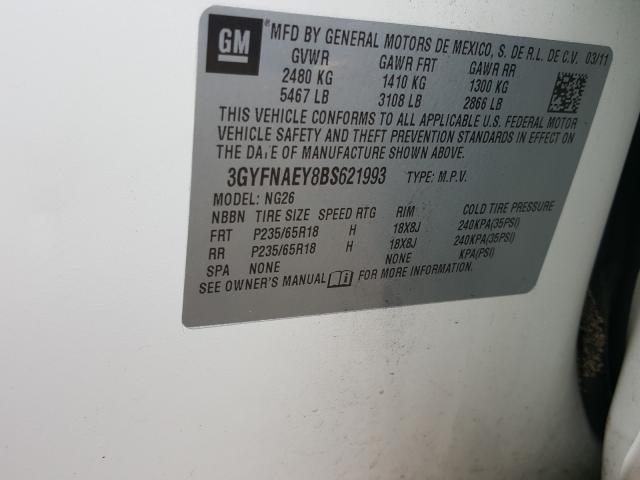 GM
MFD BY GENERAL MOTORS DE MEXICO, S. DE R.L. DE C.V. 03/11
GVWR GAWR FRT GAWR RR
2480 KG 1410 KG 1300 KG
5467 LB 3108 LB 2866 LB
THIS VEHICLE CONFORMS TO ALL APPLICABLE U.S. FEDERAL MOTOR
VEHICLE SAFETY AND THEFT PREVENTION STANDARDS IN EFFECT ON
THE DATE OF MANUFACTURE SHOWN ABOVE.
3GYFNAEY8BS621993 TYPE: M.P.V.
MODEL: NG26
NBBN TIRE SIZE SPEED RTG RIM COLD TIRE PRESSURE
FRT P235/65R18 H 18X8J 240KPA(35PSI)
RR P235/65R18 H 18X8J 240KPA(35PSI)
SPA NONE NONE KPA(PSI)
SEE OWNER'S MANUAL FOR MORE INFORMATION.